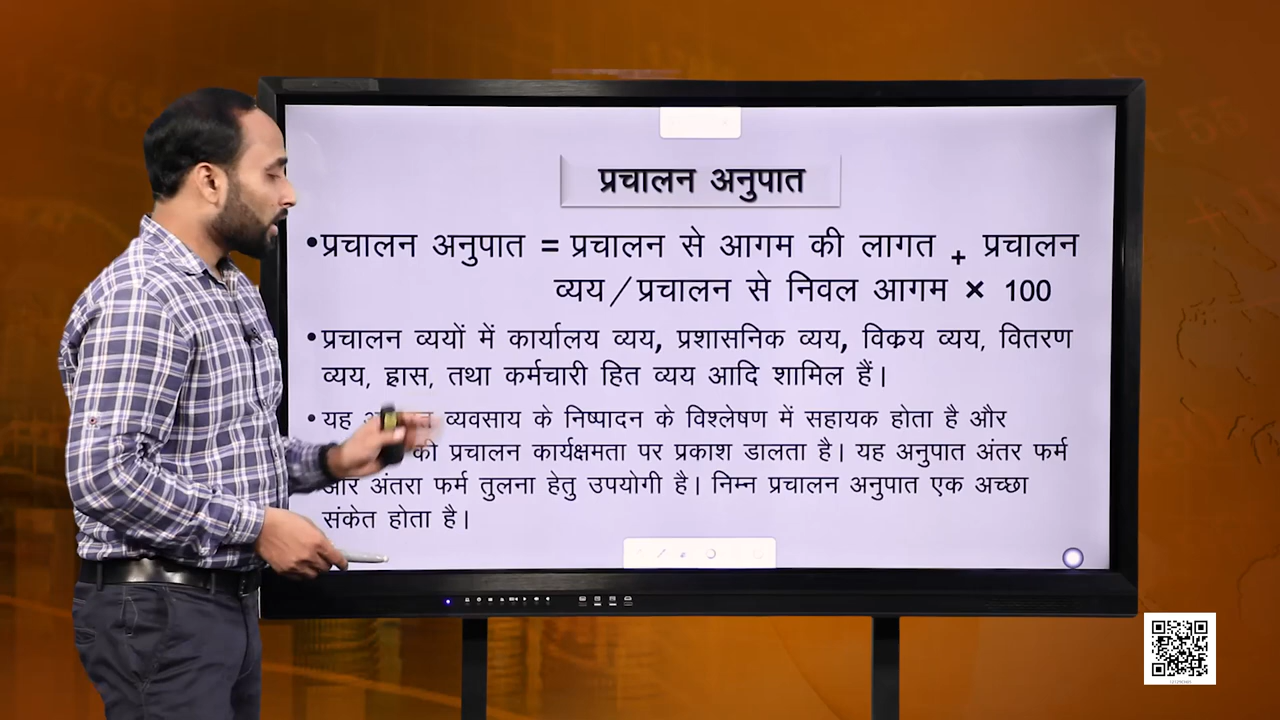 प्रचालन अनुपात
•प्रचालन अनुपात = प्रचालन से आगम की लागत + प्रचालन
व्यय/प्रचालन से निवल आगम × 100
•प्रचालन व्ययों में कार्यालय व्यय, प्रशासनिक व्यय, विक्रय व्यय, वितरण
व्यय, ह्रास, तथा कर्मचारी हित व्यय आदि शामिल हैं।
• यह व्यवसाय के निष्पादन के विश्लेषण में सहायक होता है और
की प्रचालन कार्यक्षमता पर प्रकाश डालता है। यह अनुपात अंतर फर्म
और अंतरा फर्म तुलना हेतु उपयोगी है। निम्न प्रचालन अनुपात एक अच्छा
संकेत होता है।